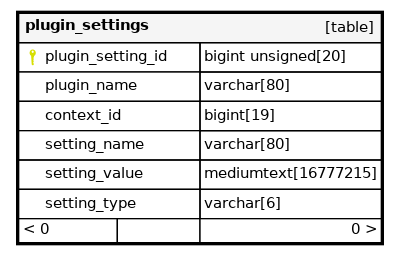 plugin_settings [table]
plugin_setting_id bigint unsigned[20]
plugin_name varchar[80]
context_id bigint[19]
setting_name varchar[80]
setting_value mediumtext[16777215]
setting_type varchar[6]
< 0 0 >